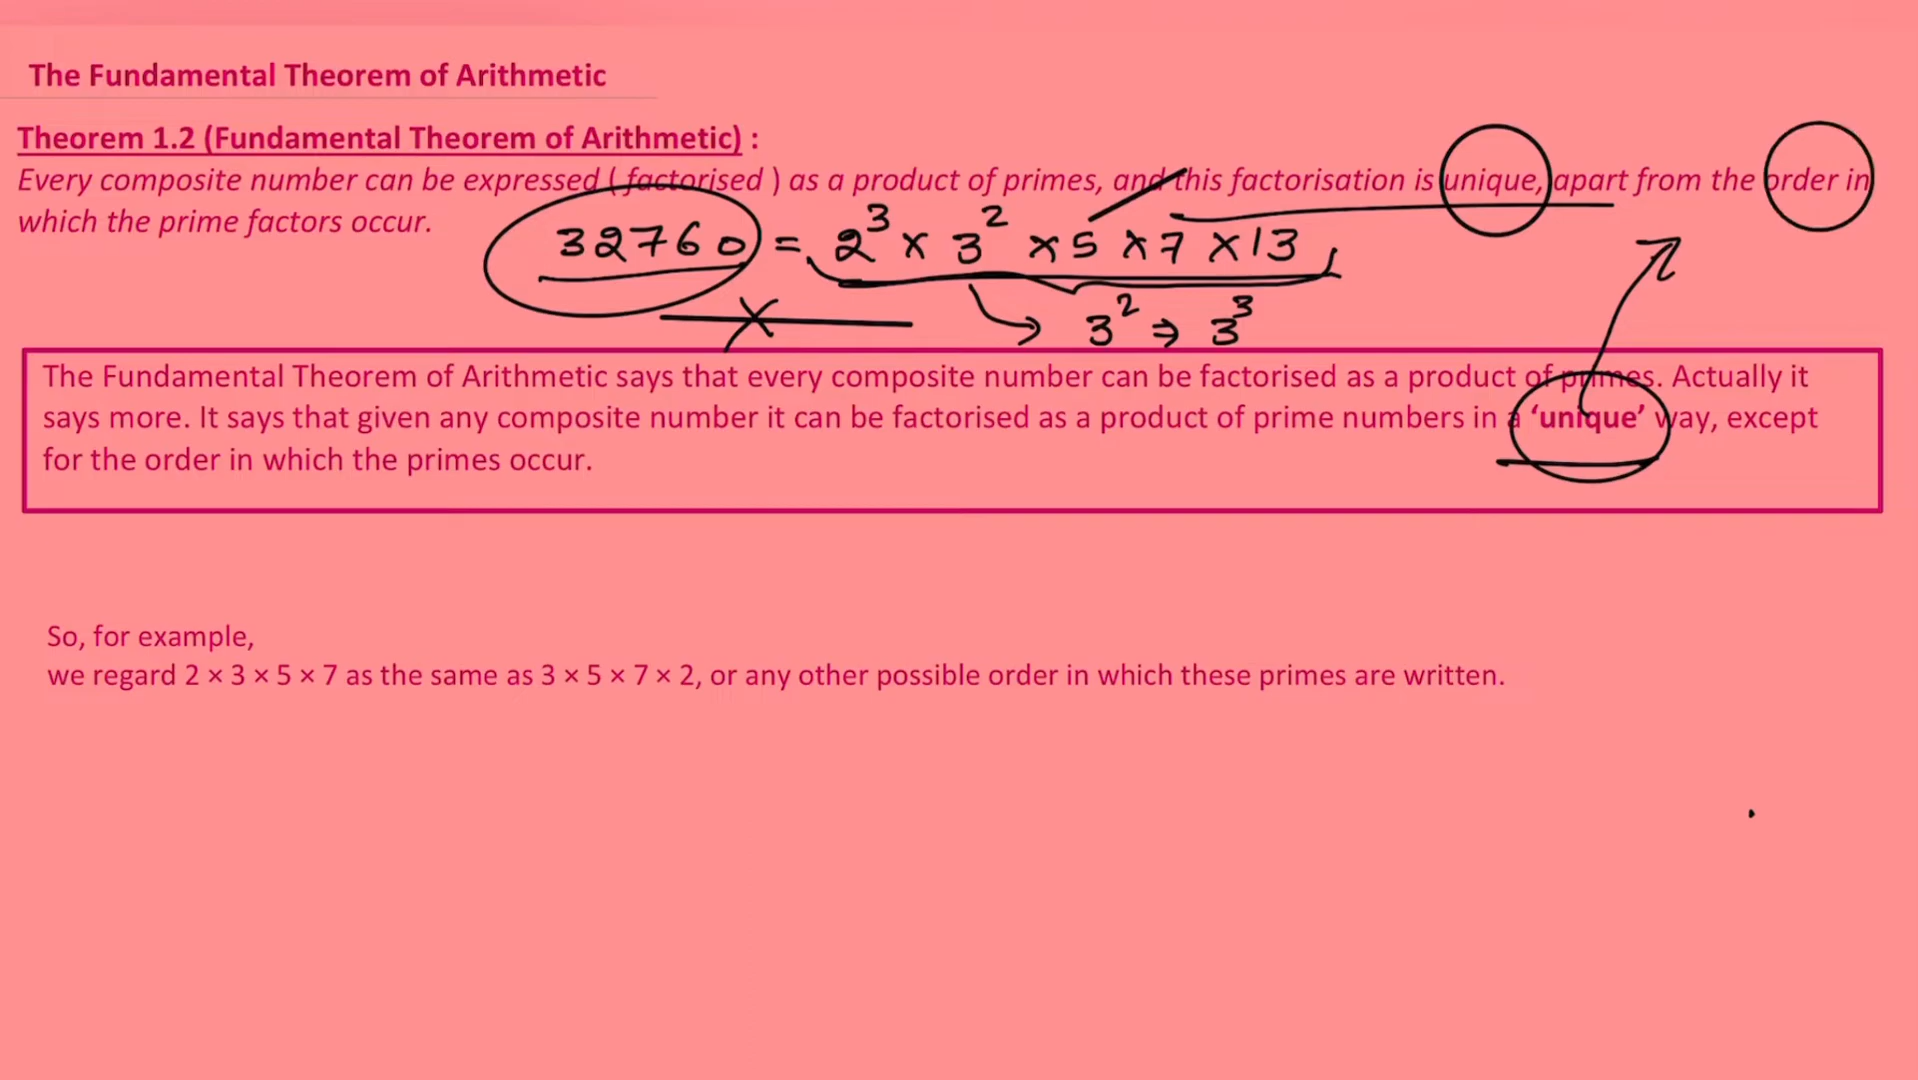 The Fundamental Theorem of Arithmetic
Theorem 1.2 (Fundamental Theorem of Arithmetic) :
Every composite number can be expressed ( factorised ) as a product of primes, and this factorisation is unique, apart from the order in
which the prime factors occur.
32760 = 2³ × 3² × 5 × 7 × 13
3² ⇒ 3³
The Fundamental Theorem of Arithmetic says that every composite number can be factorised as a product of primes. Actually it
says more. It says that given any composite number it can be factorised as a product of prime numbers in a ‘unique’ way, except
for the order in which the primes occur.
So, for example,
we regard 2 × 3 × 5 × 7 as the same as 3 × 5 × 7 × 2, or any other possible order in which these primes are written.